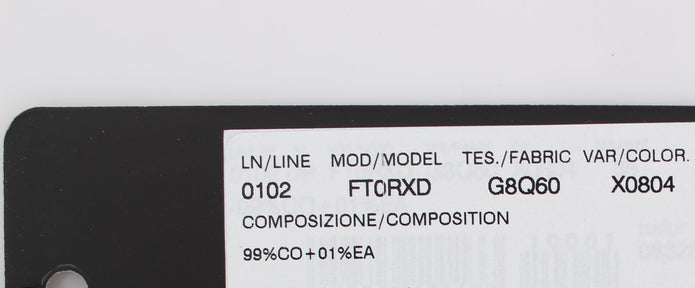 LN/LINE MOD/MODEL TES./FABRIC VAR/COLOR.
0102 FT0RXD G8Q60 X0804
COMPOSIZIONE/COMPOSITION
99%CO+01%EA